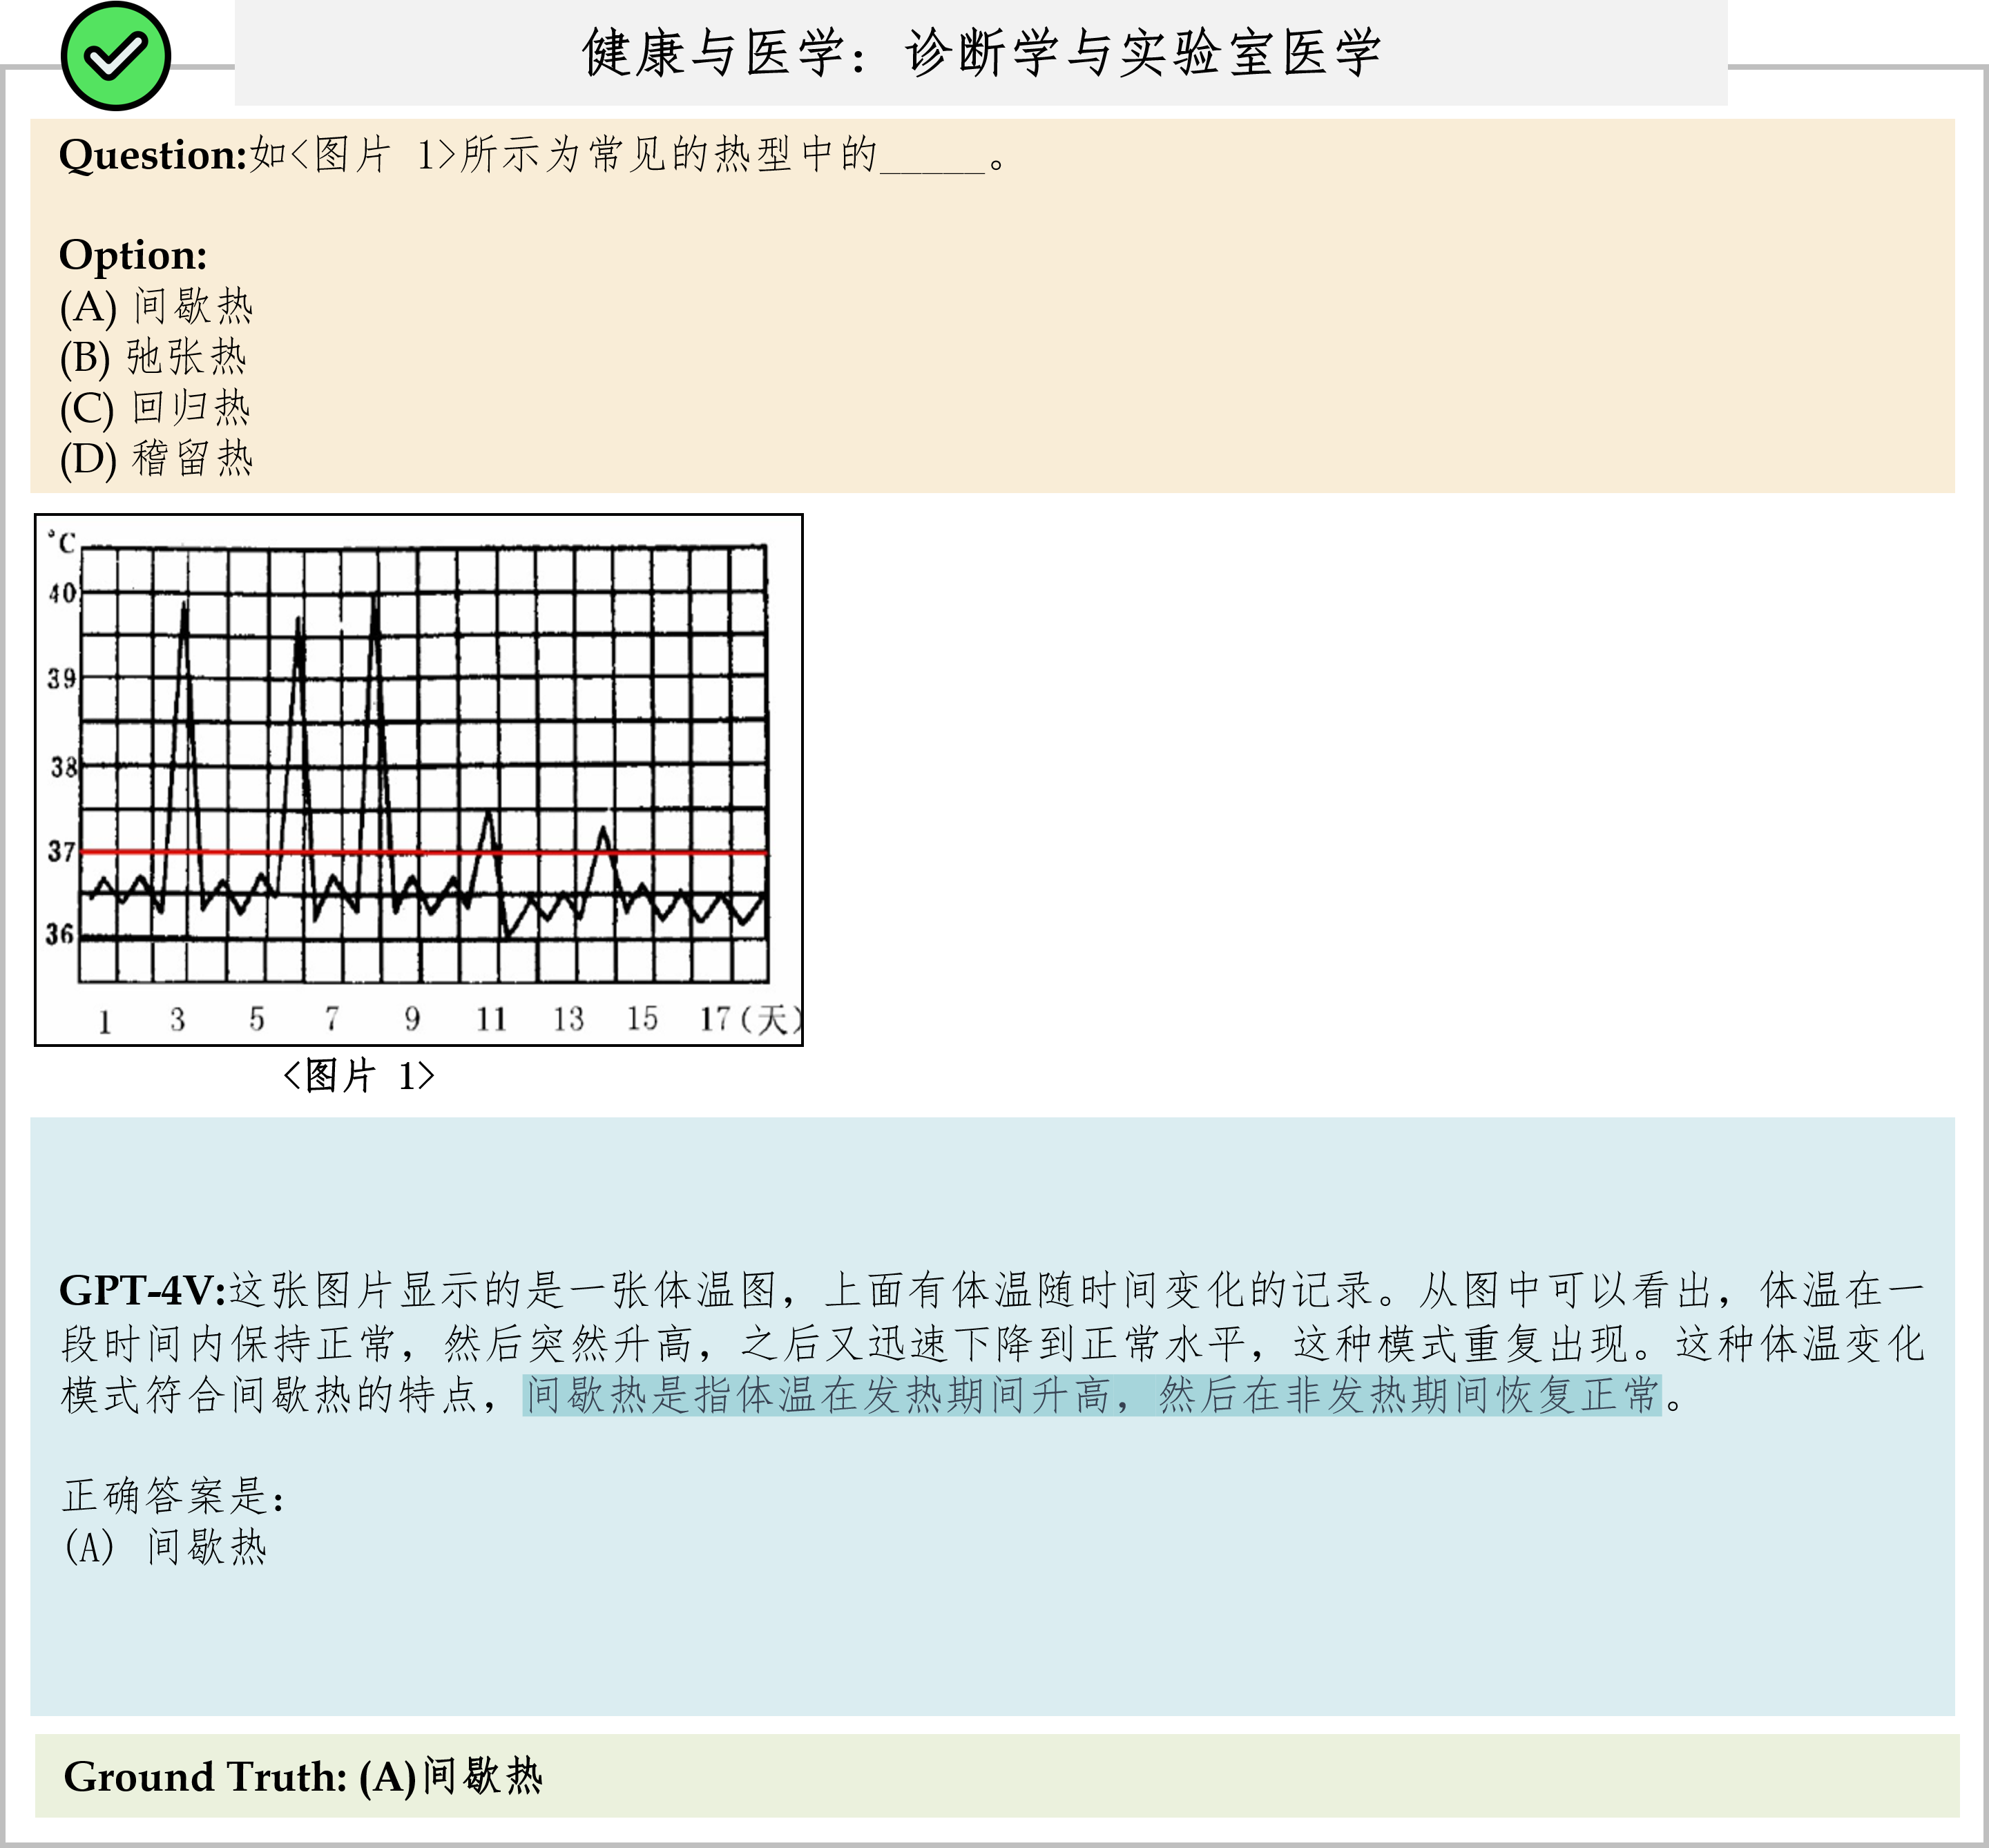 健康与医学：诊断学与实验室医学
Question:如<图片 1>所示为常见的热型中的_____。
Option:
(A) 间歇热
(B) 弛张热
(C) 回归热
(D) 稽留热
°C
40
39
38
37
36
1 3 5 7 9 11 13 15 17(天)
<图片 1>
GPT-4V:这张图片显示的是一张体温图，上面有体温随时间变化的记录。从图中可以看出，体温在一
段时间内保持正常，然后突然升高，之后又迅速下降到正常水平，这种模式重复出现。这种体温变化
模式符合间歇热的特点，间歇热是指体温在发热期间升高，然后在非发热期间恢复正常。
正确答案是：
(A) 间歇热
Ground Truth: (A)间歇热